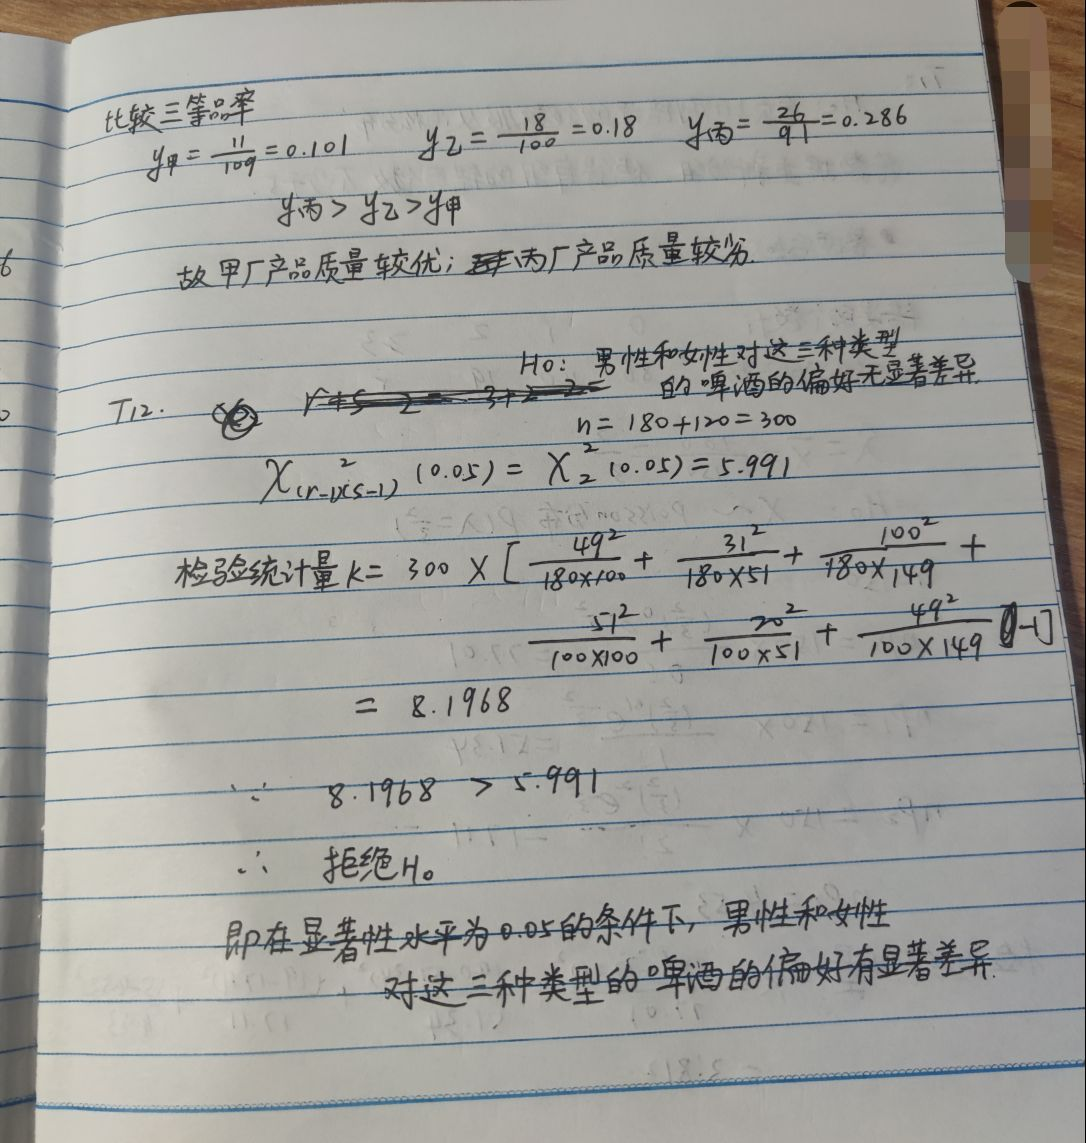 比较三等品率
y甲 = 11/109 = 0.101 y乙 = 18/100 = 0.18 y丙 = 26/91 = 0.286
y丙 > y乙 > y甲
故甲厂产品质量较优; 丙厂产品质量较劣.
H0: 男性和女性对这三种类型
的啤酒的偏好无显著差异.
T12.
n = 180+120 = 300
χ²(r-1)(s-1) (0.05) = χ²2 (0.05) = 5.991
检验统计量 k = 300 × [ 49²/180×100 + 31²/180×51 + 100²/180×149 +
51²/100×100 + 20²/100×51 + 49²/100×149 -1]
= 8.1968
∵ 8.1968 > 5.991
∴ 拒绝H0
即在显著性水平为0.05的条件下, 男性和女性
对这三种类型的啤酒的偏好有显著差异.
6